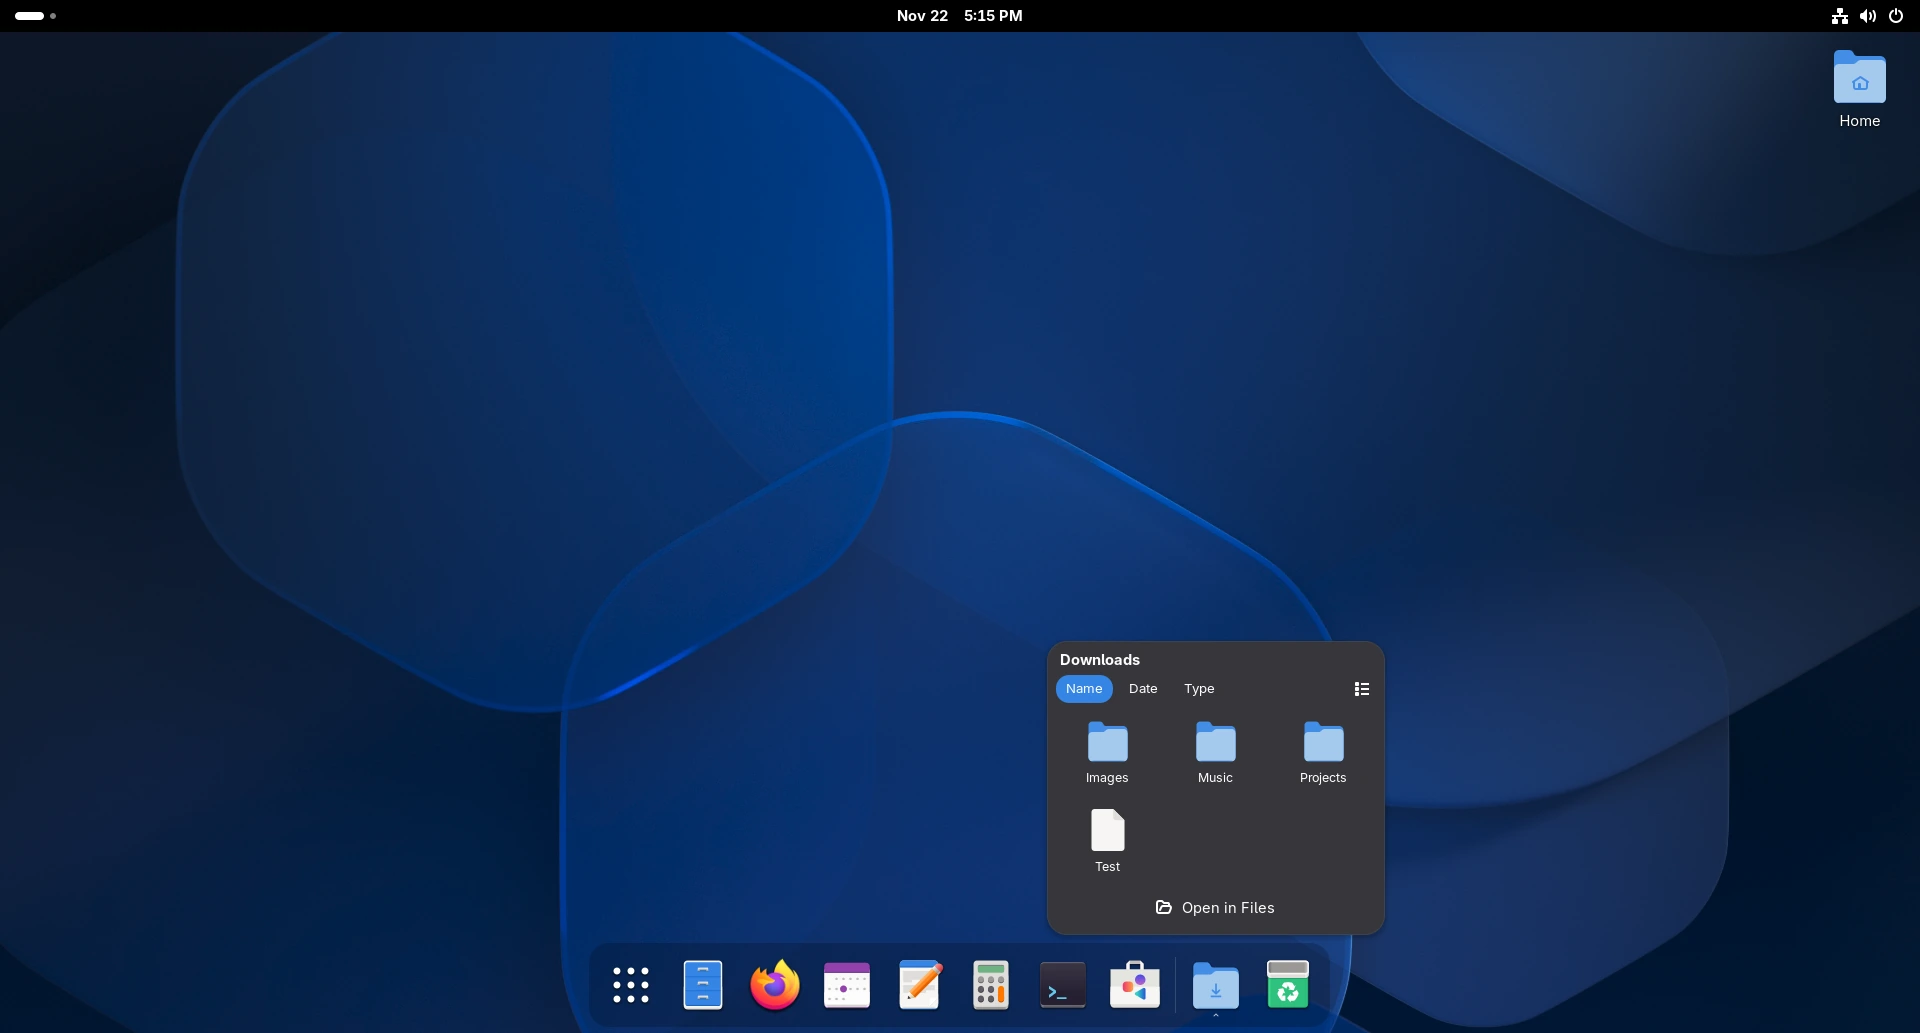 Nov 22 5:15 PM
Home
Downloads
Name Date Type
Images Music Projects
Test
Open in Files